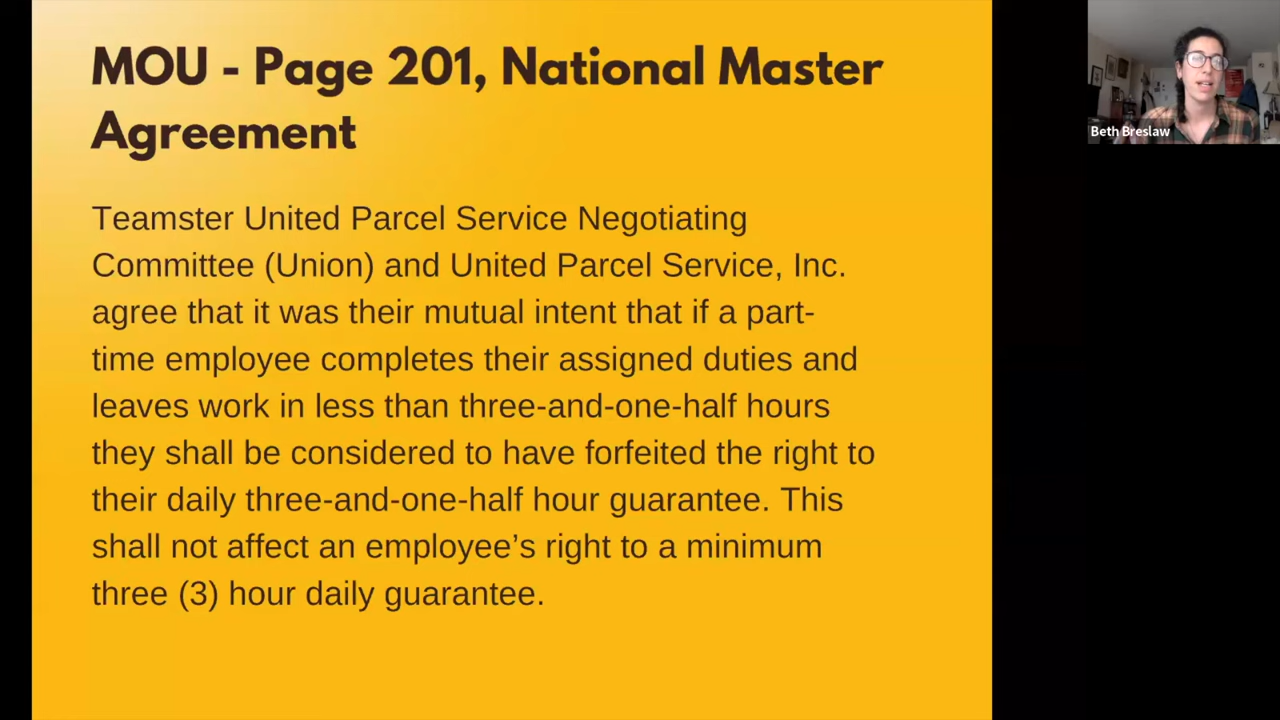 MOU - Page 201, National Master
Agreement
Teamster United Parcel Service Negotiating
Committee (Union) and United Parcel Service, Inc.
agree that it was their mutual intent that if a part-
time employee completes their assigned duties and
leaves work in less than three-and-one-half hours
they shall be considered to have forfeited the right to
their daily three-and-one-half hour guarantee. This
shall not affect an employee’s right to a minimum
three (3) hour daily guarantee.
Beth Breslaw